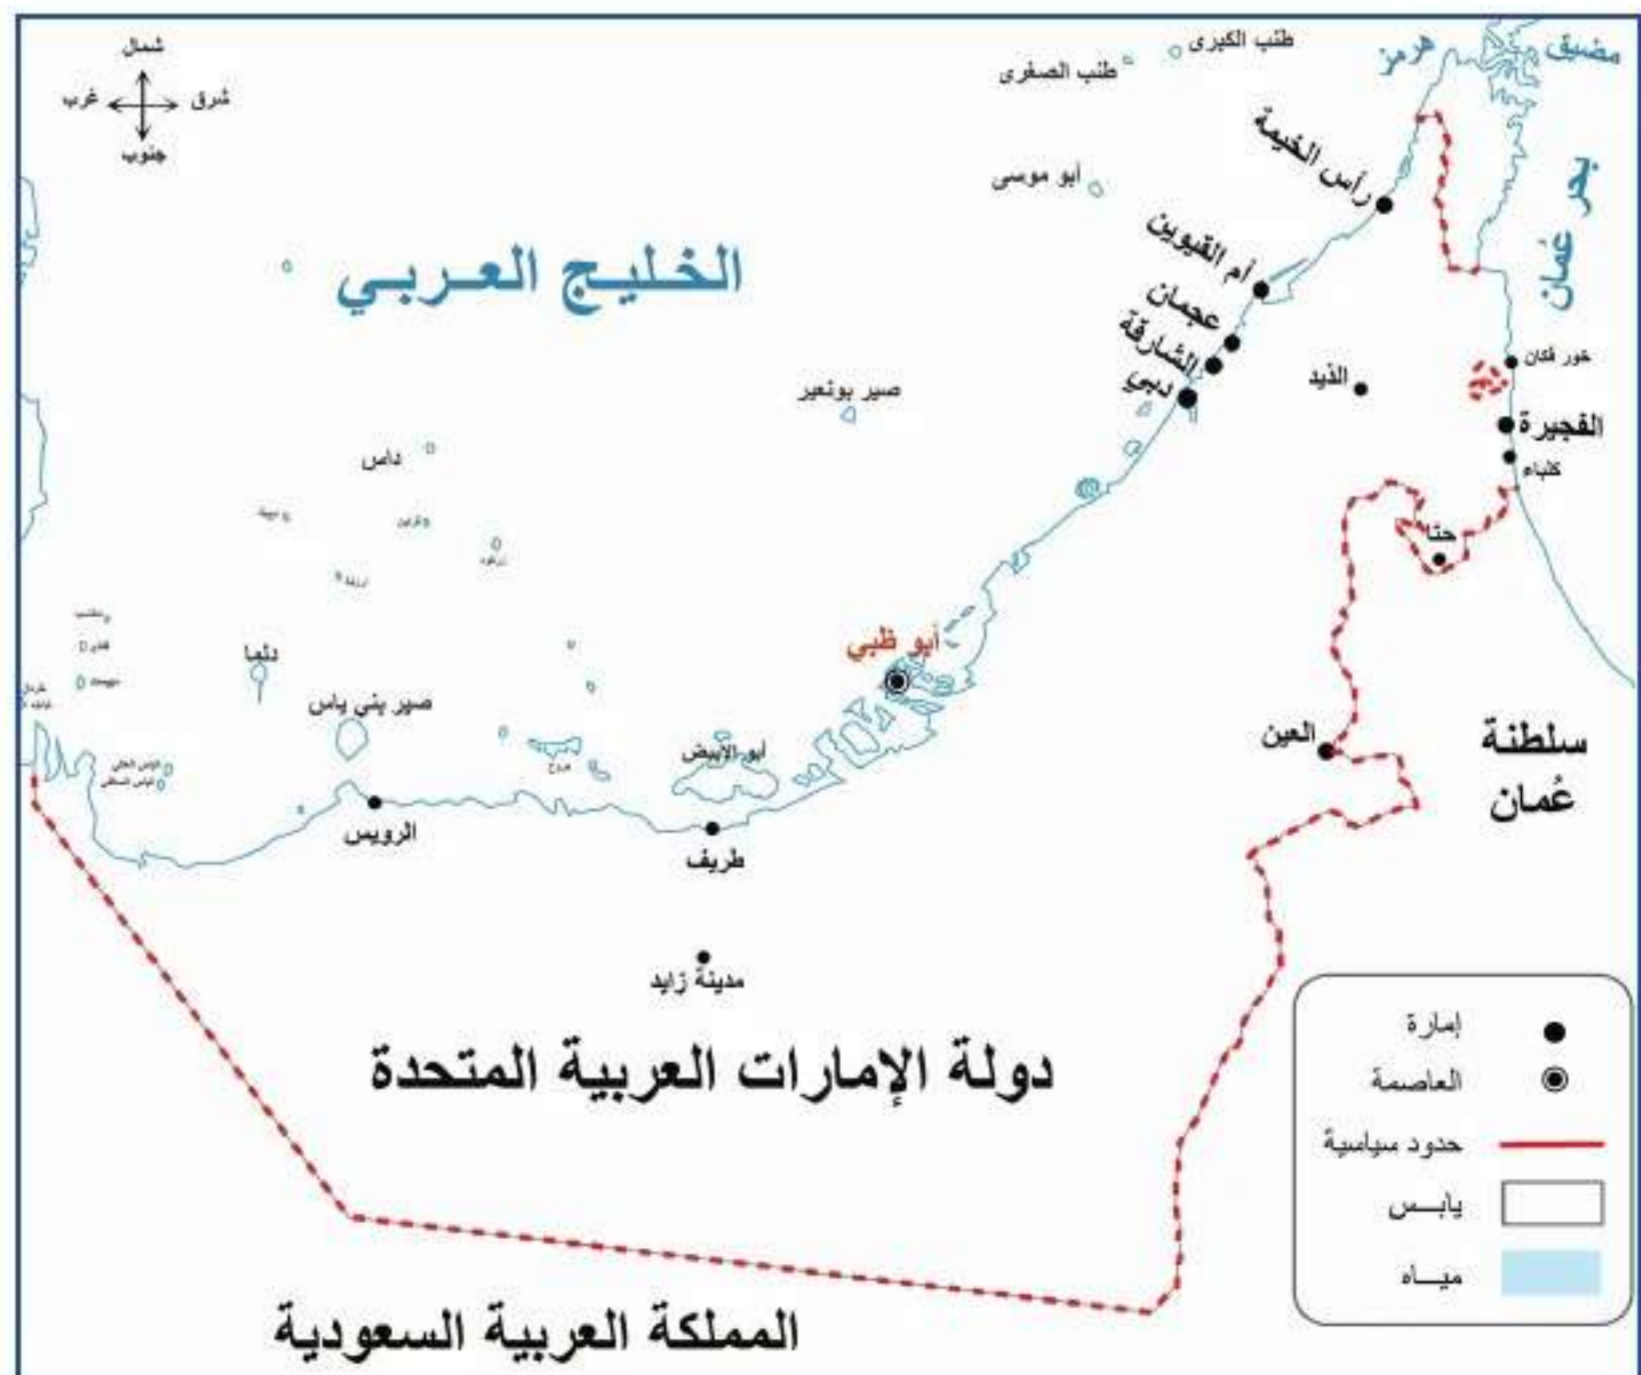 شمال
شرق
غرب
جنوب
طنب الكبرى
طنب الصغرى
أبو موسى
مضيق هرمز
بحر عُمان
رأس الخيمة
أم القيوين
عجمان
الشارقة
دبي
الذيد
خور فكان
الفجيرة
كلباء
حتا
الخليج العربي
صير بونعير
داس
دلما
صير بني ياس
أبو ظبي
أبو الأبيض
العين
سلطنة
عُمان
الرويس
طريف
مدينة زايد
دولة الإمارات العربية المتحدة
المملكة العربية السعودية
إمارة
العاصمة
حدود سياسية
يابـس
ميـــاه